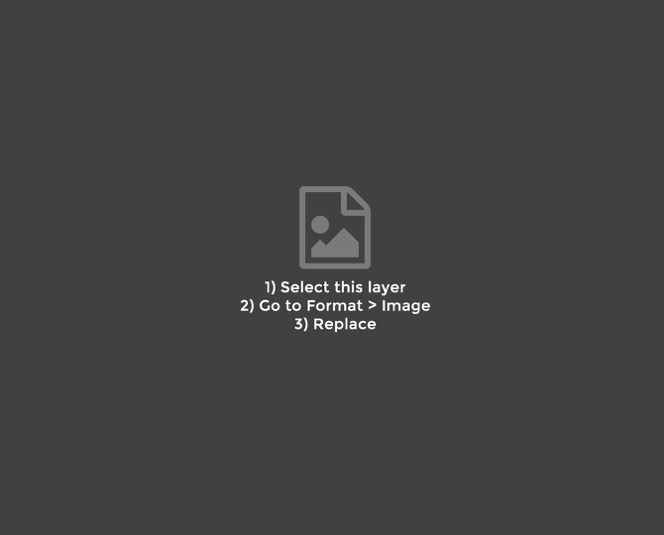 1) Select this layer
2) Go to Format > Image
3) Replace